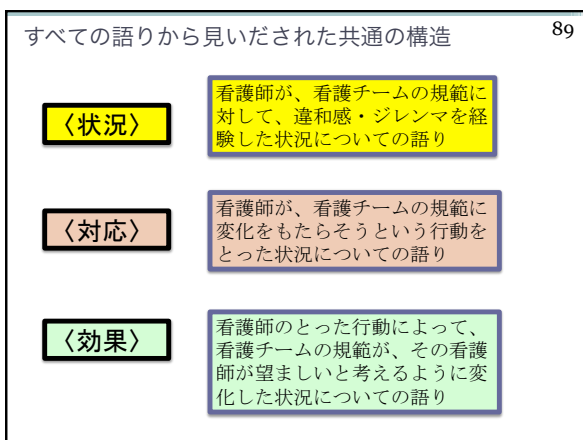 すべての語りから見いだされた共通の構造
89
〈状況〉
看護師が、看護チームの規範に
対して、違和感・ジレンマを経
験した状況についての語り
〈対応〉
看護師が、看護チームの規範に
変化をもたらそうという行動を
とった状況についての語り
〈効果〉
看護師のとった行動によって、
看護チームの規範が、その看護
師が望ましいと考えるように変
化した状況についての語り